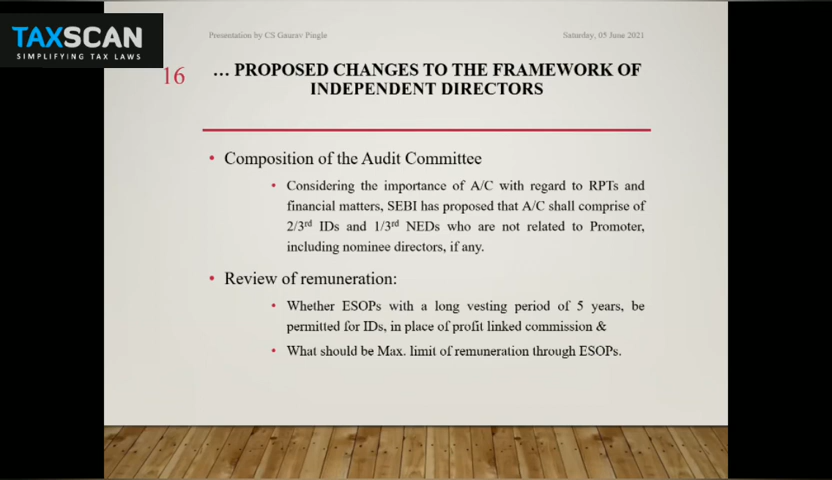 TAXSCAN
SIMPLIFYING TAX LAWS
Presentation by CS Gaurav Pingle
Saturday, 05 June 2021
16
… PROPOSED CHANGES TO THE FRAMEWORK OF
INDEPENDENT DIRECTORS
• Composition of the Audit Committee
• Considering the importance of A/C with regard to RPTs and
financial matters, SEBI has proposed that A/C shall comprise of
2/3rd IDs and 1/3rd NEDs who are not related to Promoter,
including nominee directors, if any.
• Review of remuneration:
• Whether ESOPs with a long vesting period of 5 years, be
permitted for IDs, in place of profit linked commission &
• What should be Max. limit of remuneration through ESOPs.